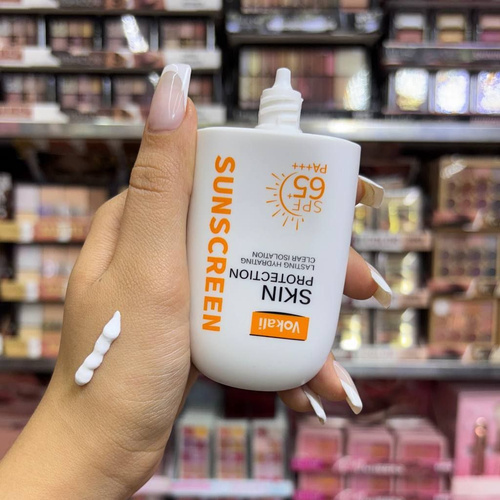 SUNSCREEN
Vokali
SKIN
PROTECTION
LASTING HYDRATING
CLEAR ISOLATION
SPF
65+
PA+++